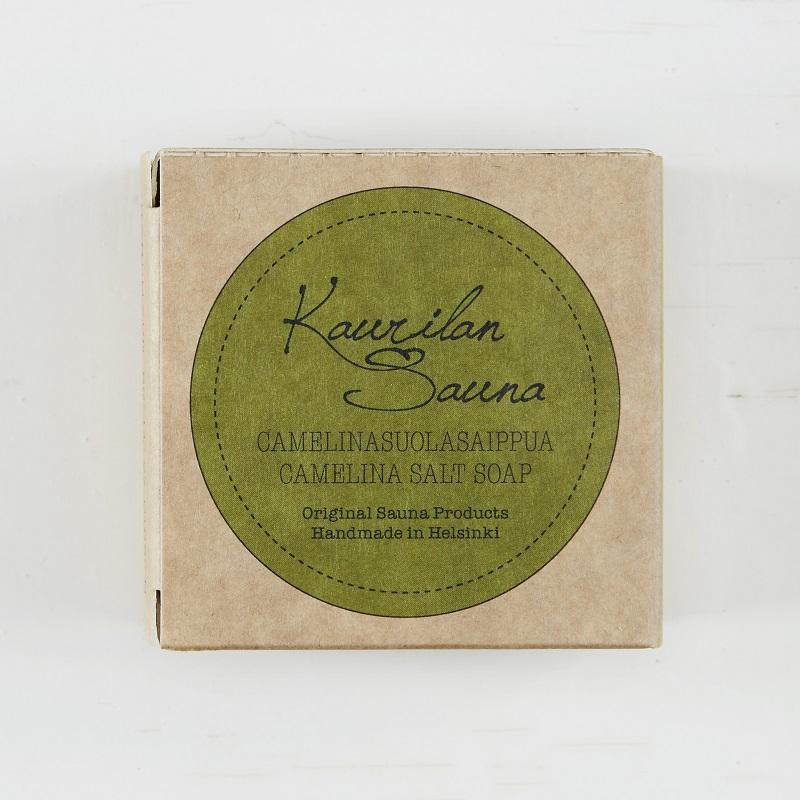 Kaurilan
Sauna
CAMELINASUOLASAIPPUA
CAMELINA SALT SOAP
Original Sauna Products
Handmade in Helsinki